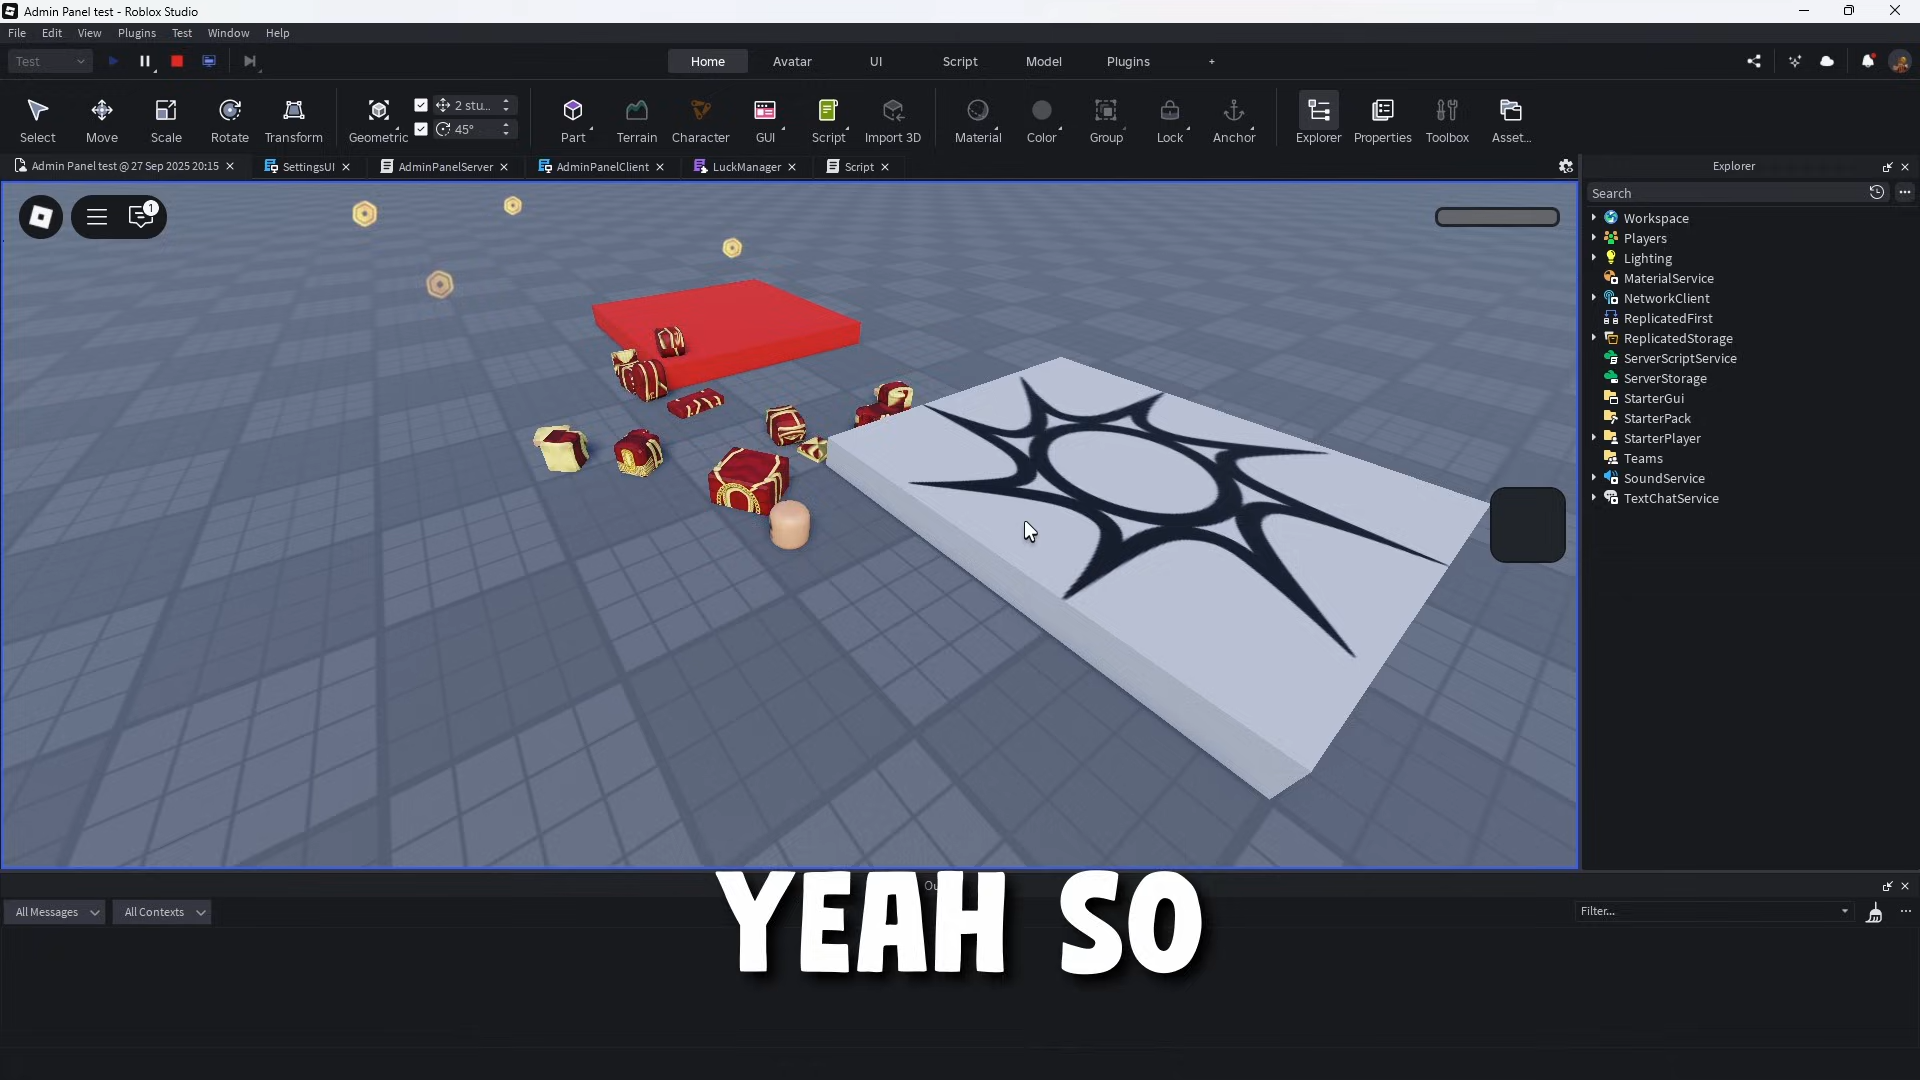 Admin Panel test - Roblox Studio
File Edit View Plugins Test Window Help
Test Home Avatar UI Script Model Plugins +
2 stu...
45°
Select Move Scale Rotate Transform Geometric Part Terrain Character GUI Script Import 3D Material Color Group Lock Anchor Explorer Properties Toolbox Asset...
Admin Panel test @ 27 Sep 2025 20:15 SettingsUI AdminPanelServer AdminPanelClient LuckManager Script Explorer
Search
1
Workspace
Players
Lighting
MaterialService
NetworkClient
ReplicatedFirst
ReplicatedStorage
ServerScriptService
ServerStorage
StarterGui
StarterPack
StarterPlayer
Teams
SoundService
TextChatService
All Messages All Contexts Filter...
YEAH SO